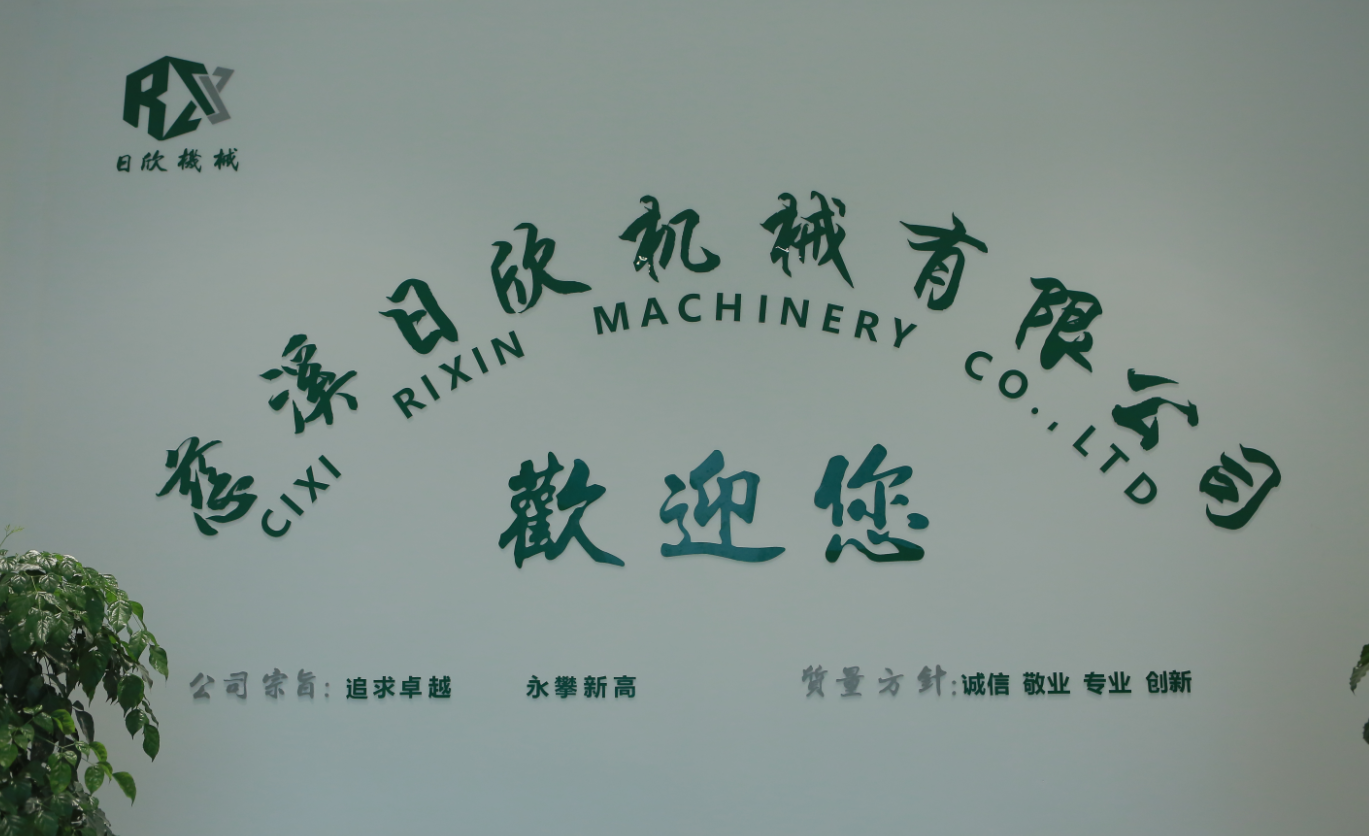 RX
日欣機械
慈溪日欣机械有限公司
CIXI RIXIN MACHINERY CO.,LTD
歡迎您
公司宗旨：追求卓越 永攀新高
质量方針:诚信 敬业 专业 创新